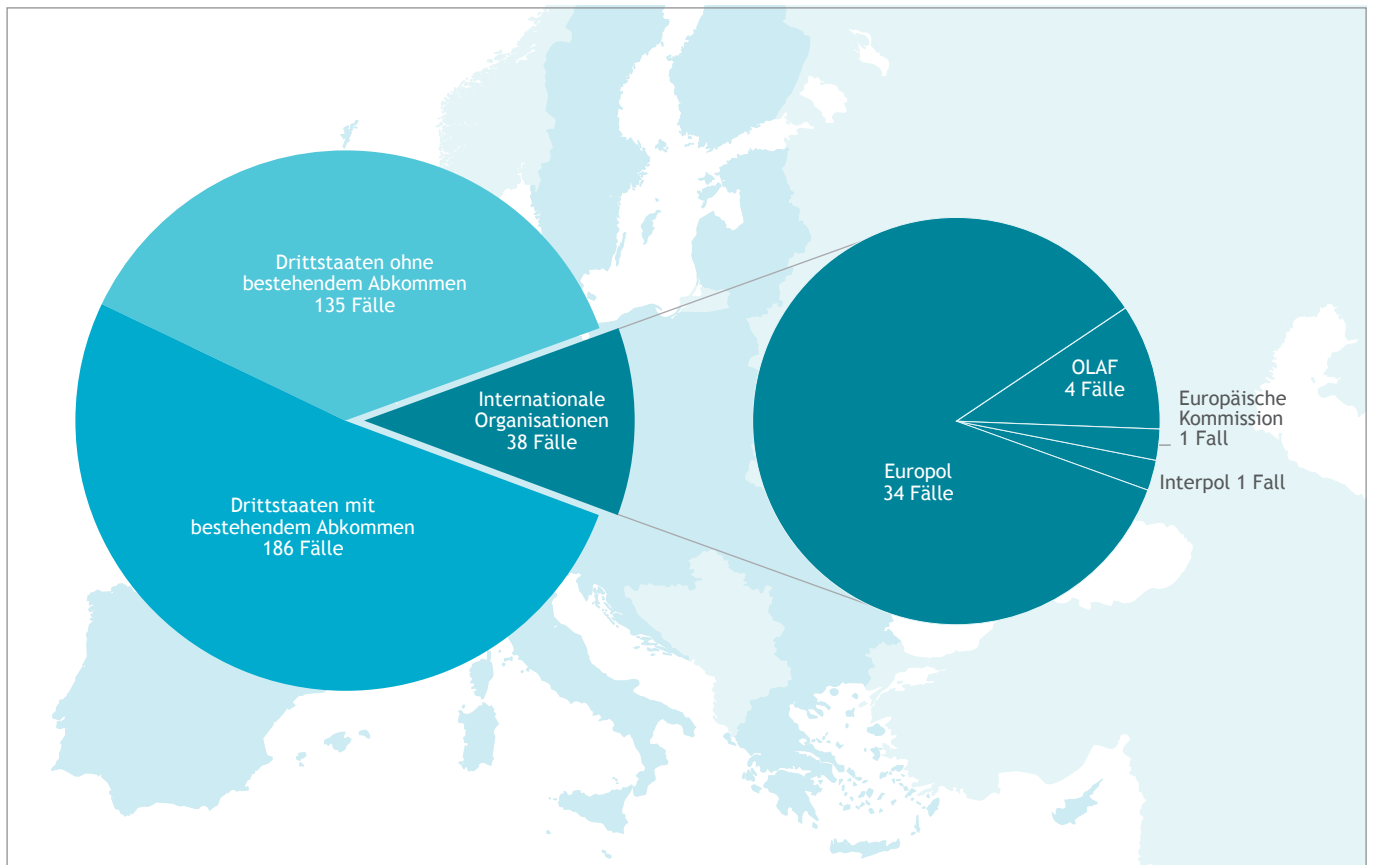 Drittstaaten ohne
bestehendem Abkommen
135 Fälle
Internationale
Organisationen
38 Fälle
Drittstaaten mit
bestehendem Abkommen
186 Fälle
OLAF
4 Fälle
Europäische
Kommission
1 Fall
Interpol 1 Fall
Europol
34 Fälle